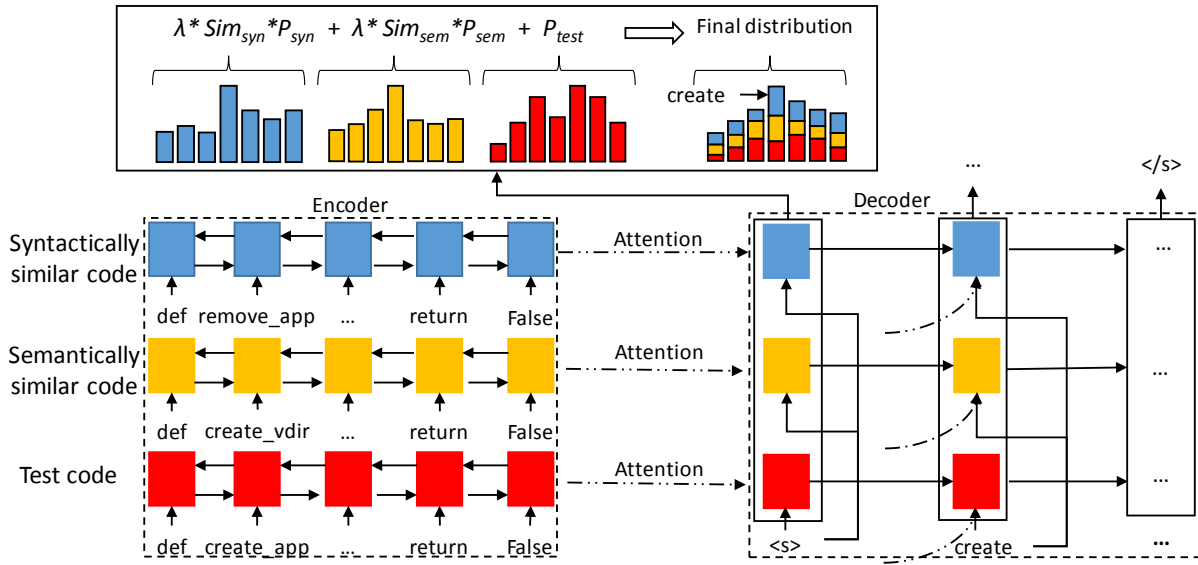 λ* Sim_syn*P_syn + λ* Sim_sem*P_sem + P_test Final distribution
create
... </s>
Encoder Decoder
Syntactically
similar code
Attention ...
def remove_app ... return False
Semantically
similar code
Attention ...
def create_vdir ... return False
Test code
Attention ...
def create_app ... return False
<s> create ...